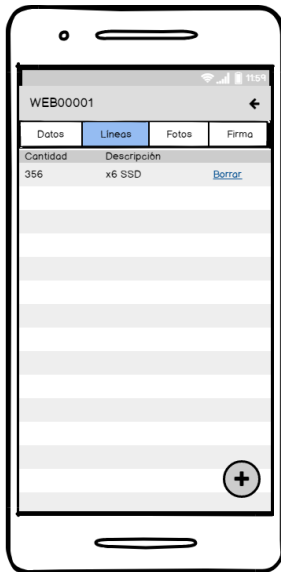 11:59
WEB00001
Datos Líneas Fotos Firma
Cantidad Descripción
356 x6 SSD Borrar